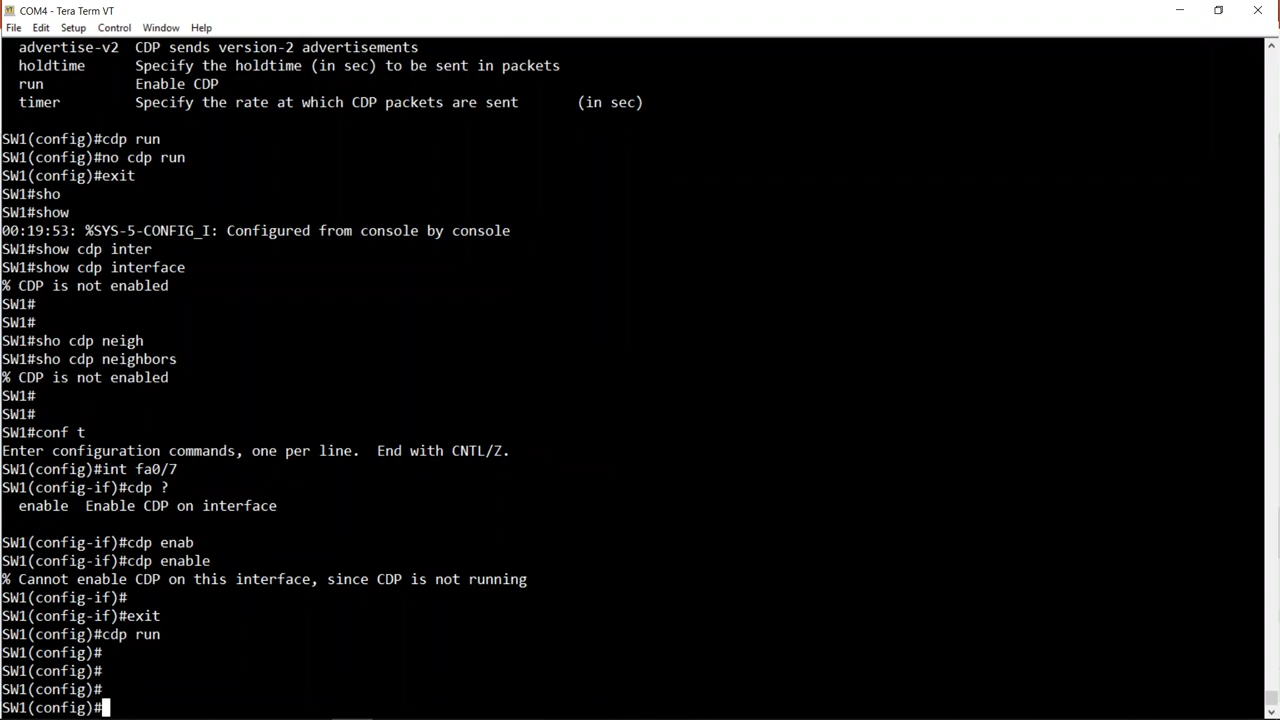 COM4 - Tera Term VT
File Edit Setup Control Window Help
advertise-v2  CDP sends version-2 advertisements
holdtime      Specify the holdtime (in sec) to be sent in packets
run           Enable CDP
timer         Specify the rate at which CDP packets are sent       (in sec)
SW1(config)#cdp run
SW1(config)#no cdp run
SW1(config)#exit
SW1#sho
SW1#show
00:19:53: %SYS-5-CONFIG_I: Configured from console by console
SW1#show cdp inter
SW1#show cdp interface
% CDP is not enabled
SW1#
SW1#
SW1#sho cdp neigh
SW1#sho cdp neighbors
% CDP is not enabled
SW1#
SW1#
SW1#conf t
Enter configuration commands, one per line.  End with CNTL/Z.
SW1(config)#int fa0/7
SW1(config-if)#cdp ?
enable  Enable CDP on interface
SW1(config-if)#cdp enab
SW1(config-if)#cdp enable
% Cannot enable CDP on this interface, since CDP is not running
SW1(config-if)#
SW1(config-if)#exit
SW1(config)#cdp run
SW1(config)#
SW1(config)#
SW1(config)#
SW1(config)#